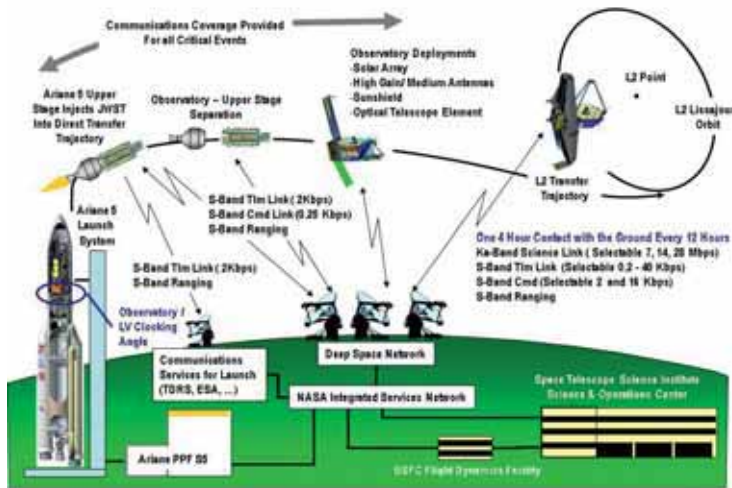 Communications Coverage Provided
For all Critical Events
Ariane 5 Upper
Stage Injects JWST
Into Direct Transfer
Trajectory
Observatory – Upper Stage
Separation
Observatory Deployments
-Solar Array
-High Gain/ Medium Antennas
-Sunshield
-Optical Telescope Element
L2 Point
L2 Lissajous
Orbit
L2 Transfer
Trajectory
Ariane 5
Launch
System
S-Band Tlm Link ( 2Kbps)
S-Band Cmd Link (0.25 Kbps)
S-Band Ranging
S-Band Tlm Link ( 2Kbps)
S-Band Ranging
One 4 Hour Contact with the Ground Every 12 Hours
Ka-Band Science Link ( Selectable 7, 14, 28 Mbps)
S-Band Tlm Link (Selectable 0.2 - 40 Kbps)
S-Band Cmd (Selectable 2 and 16 Kbps)
S-Band Ranging
Observatory /
LV Clocking
Angle
Communications
Services for Launch
(TDRS, ESA, ...)
Deep Space Network
NASA Integrated Services Network
Space Telescope Science Institute
Science & Operations Center
Ariane PPF S5
GSFC Flight Dynamics Facility